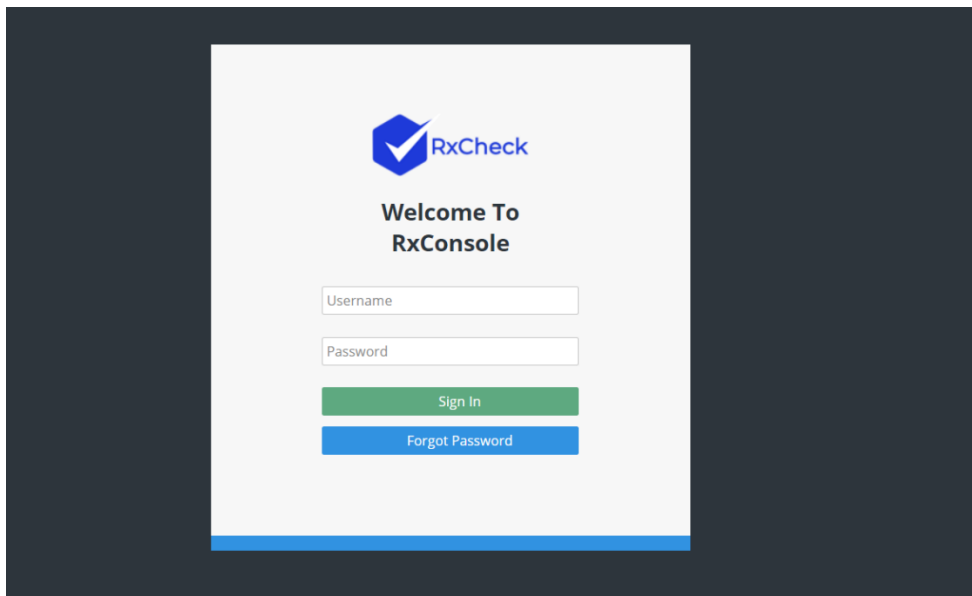 RxCheck
Welcome To
RxConsole
Username
Password
Sign In
Forgot Password